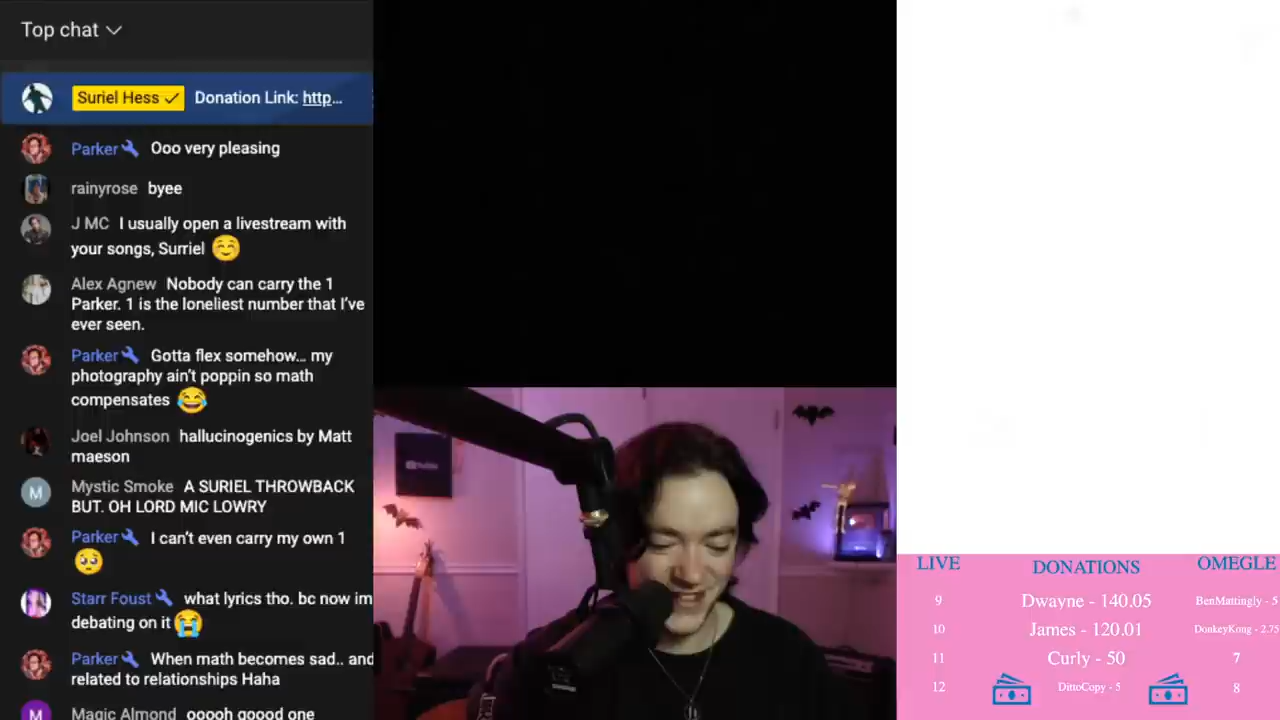 Top chat
Suriel Hess Donation Link: http...
Parker Ooo very pleasing
rainyrose byee
J MC I usually open a livestream with
your songs, Surriel
Alex Agnew Nobody can carry the 1
Parker. 1 is the loneliest number that I've
ever seen.
Parker Gotta flex somehow... my
photography ain't poppin so math
compensates
Joel Johnson hallucinogenics by Matt
maeson
M Mystic Smoke A SURIEL THROWBACK
BUT. OH LORD MIC LOWRY
Parker I can't even carry my own 1
Starr Foust what lyrics tho. bc now im
debating on it
Parker When math becomes sad.. and
related to relationships Haha
M Magic Almond ooooh goood one
LIVE DONATIONS OMEGLE
9 Dwayne - 140.05 BenMattingly - 5
10 James - 120.01 DonkeyKong - 2.75
11 Curly - 50 7
12 DittoCopy - 5 8